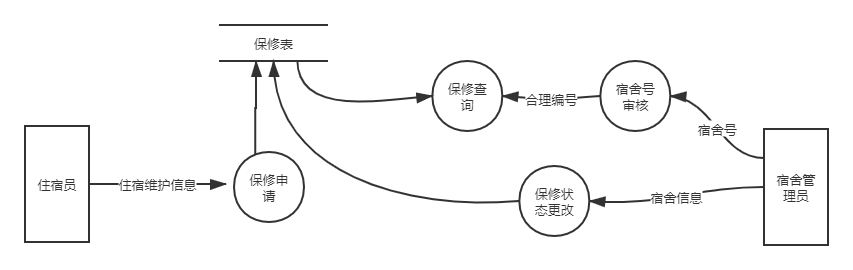 保修表
保修查
询
合理编号
宿舍号
审核
宿舍号
住宿员
住宿维护信息
保修申
请
保修状
态更改
宿舍信息
宿舍管
理员